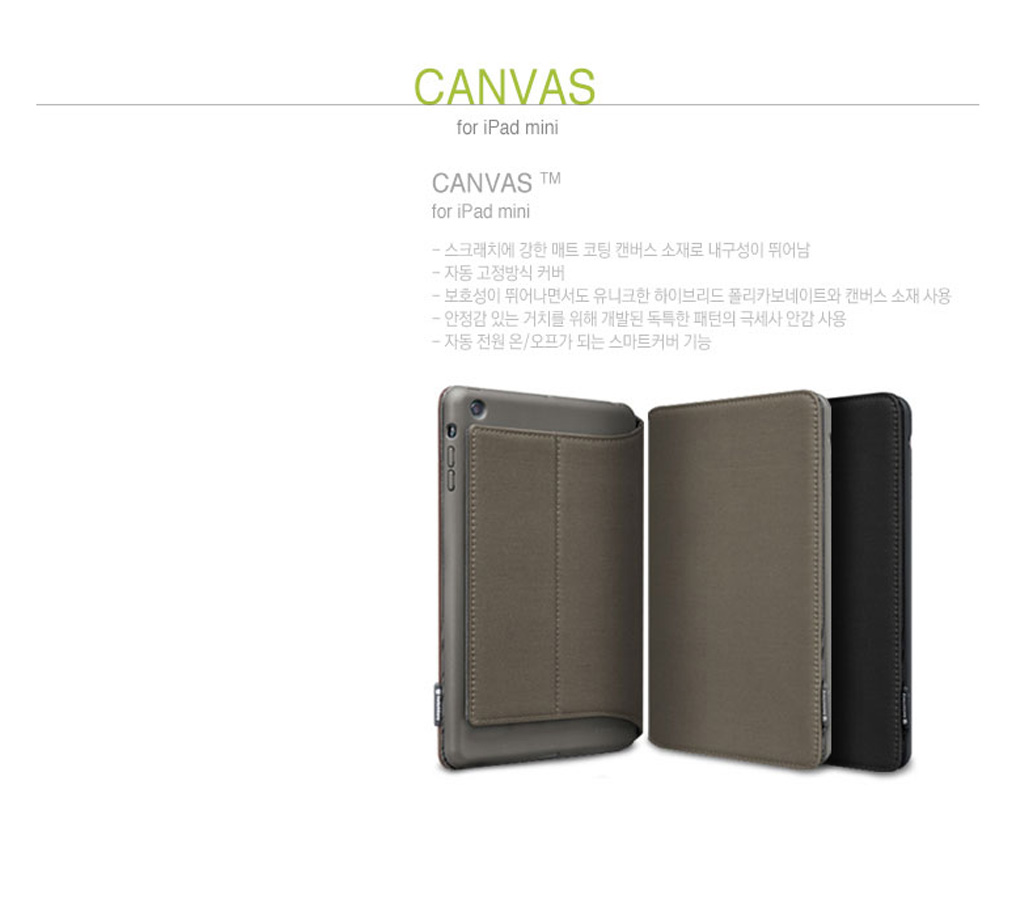 CANVAS
for iPad mini
CANVAS ™
for iPad mini
- 스크래치에 강한 매트 코팅 캔버스 소재로 내구성이 뛰어남
- 자동 고정방식 커버
- 보호성이 뛰어나면서도 유니크한 하이브리드 폴리카보네이트와 캔버스 소재 사용
- 안정감 있는 거치를 위해 개발된 독특한 패턴의 극세사 안감 사용
- 자동 전원 온/오프가 되는 스마트커버 기능